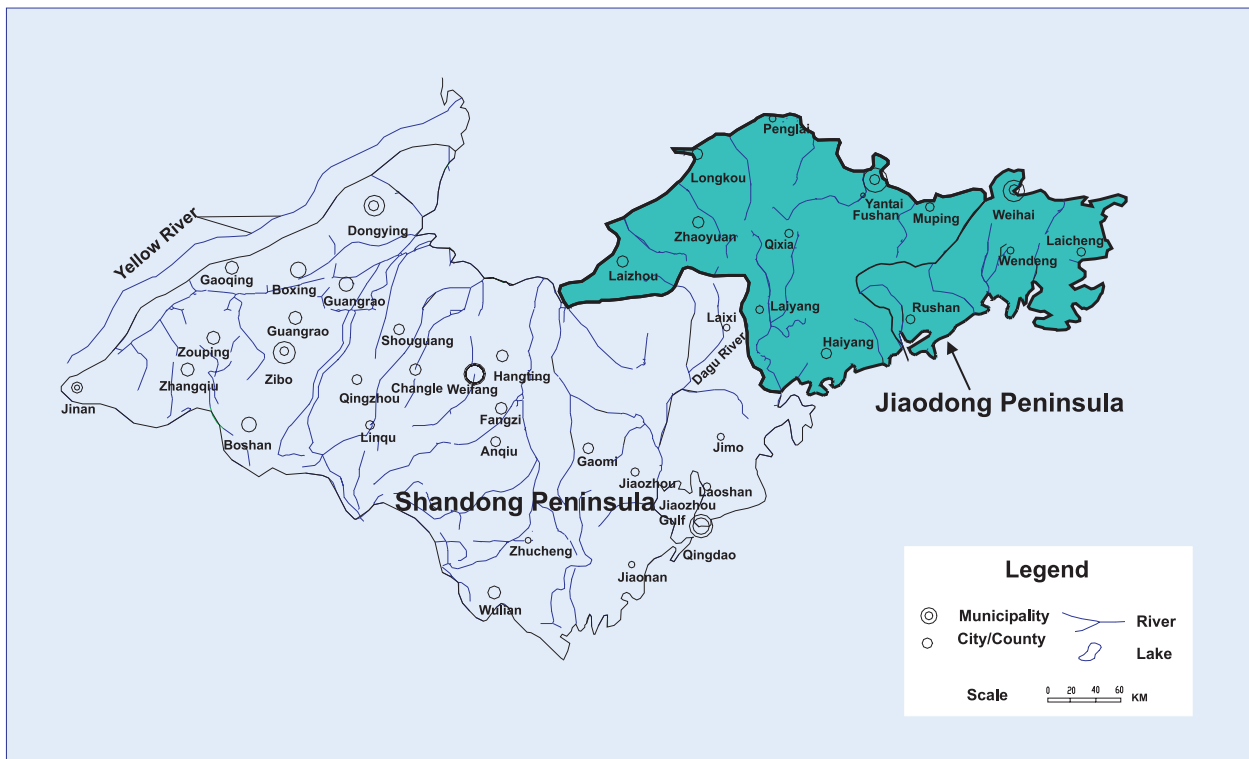 Penglai
Longkou
Yantai
Fushan
Muping
Weihai
Zhaoyuan
Qixia
Wendeng
Laicheng
Laizhou
Laiyang
Rushan
Haiyang
Jiaodong Peninsula
Yellow River
Dongying
Gaoqing
Boxing
Guangrao
Guangrao
Shouguang
Laixi
Dagu River
Zouping
Zhangqiu
Zibo
Jinan
Qingzhou
Changle
Weifang
Hangting
Fangzi
Boshan
Linqu
Anqiu
Gaomi
Jimo
Jiaozhou
Laoshan
Shandong Peninsula
Jiaozhou
Gulf
Qingdao
Zhucheng
Jiaonan
Wulian
Legend
Municipality
River
City/County
Lake
Scale
0 20 40 60
KM